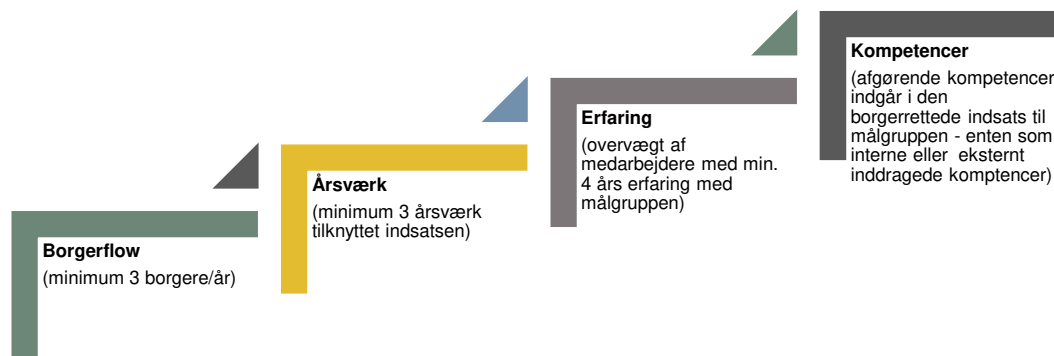 Borgerflow
(minimum 3 borgere/år)
Årsværk
(minimum 3 årsværk
tilknyttet indsatsen)
Erfaring
(overvægt af
medarbejdere med min.
4 års erfaring med
målgruppen)
Kompetencer
(afgørende kompetencer
indgår i den
borgerrettede indsats til
målgruppen - enten som
interne eller eksternt
inddragede komptencer)